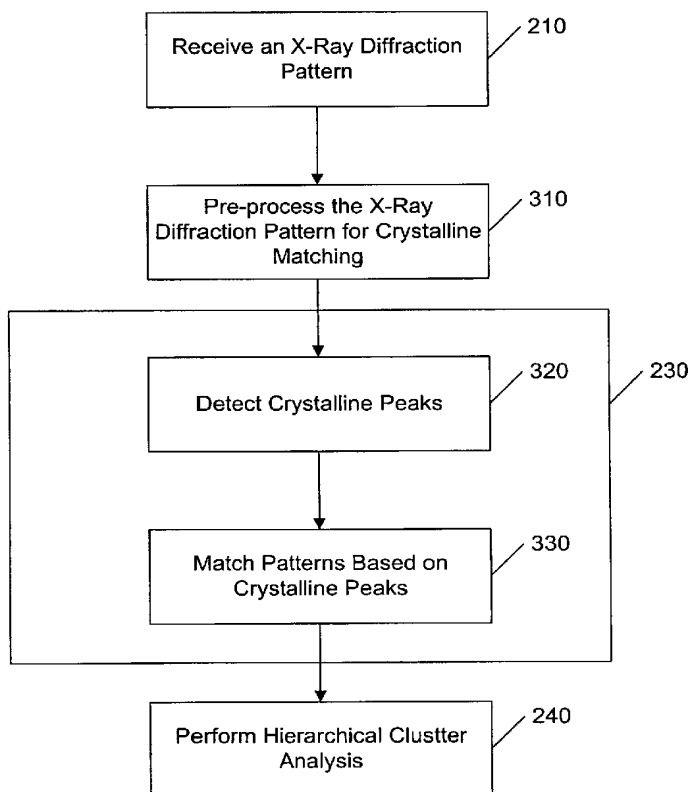 Receive an X-Ray Diffraction
Pattern
210
Pre-process the X-Ray
Diffraction Pattern for Crystalline
Matching
310
Detect Crystalline Peaks
320
230
Match Patterns Based on
Crystalline Peaks
330
Perform Hierarchical Clustter
Analysis
240